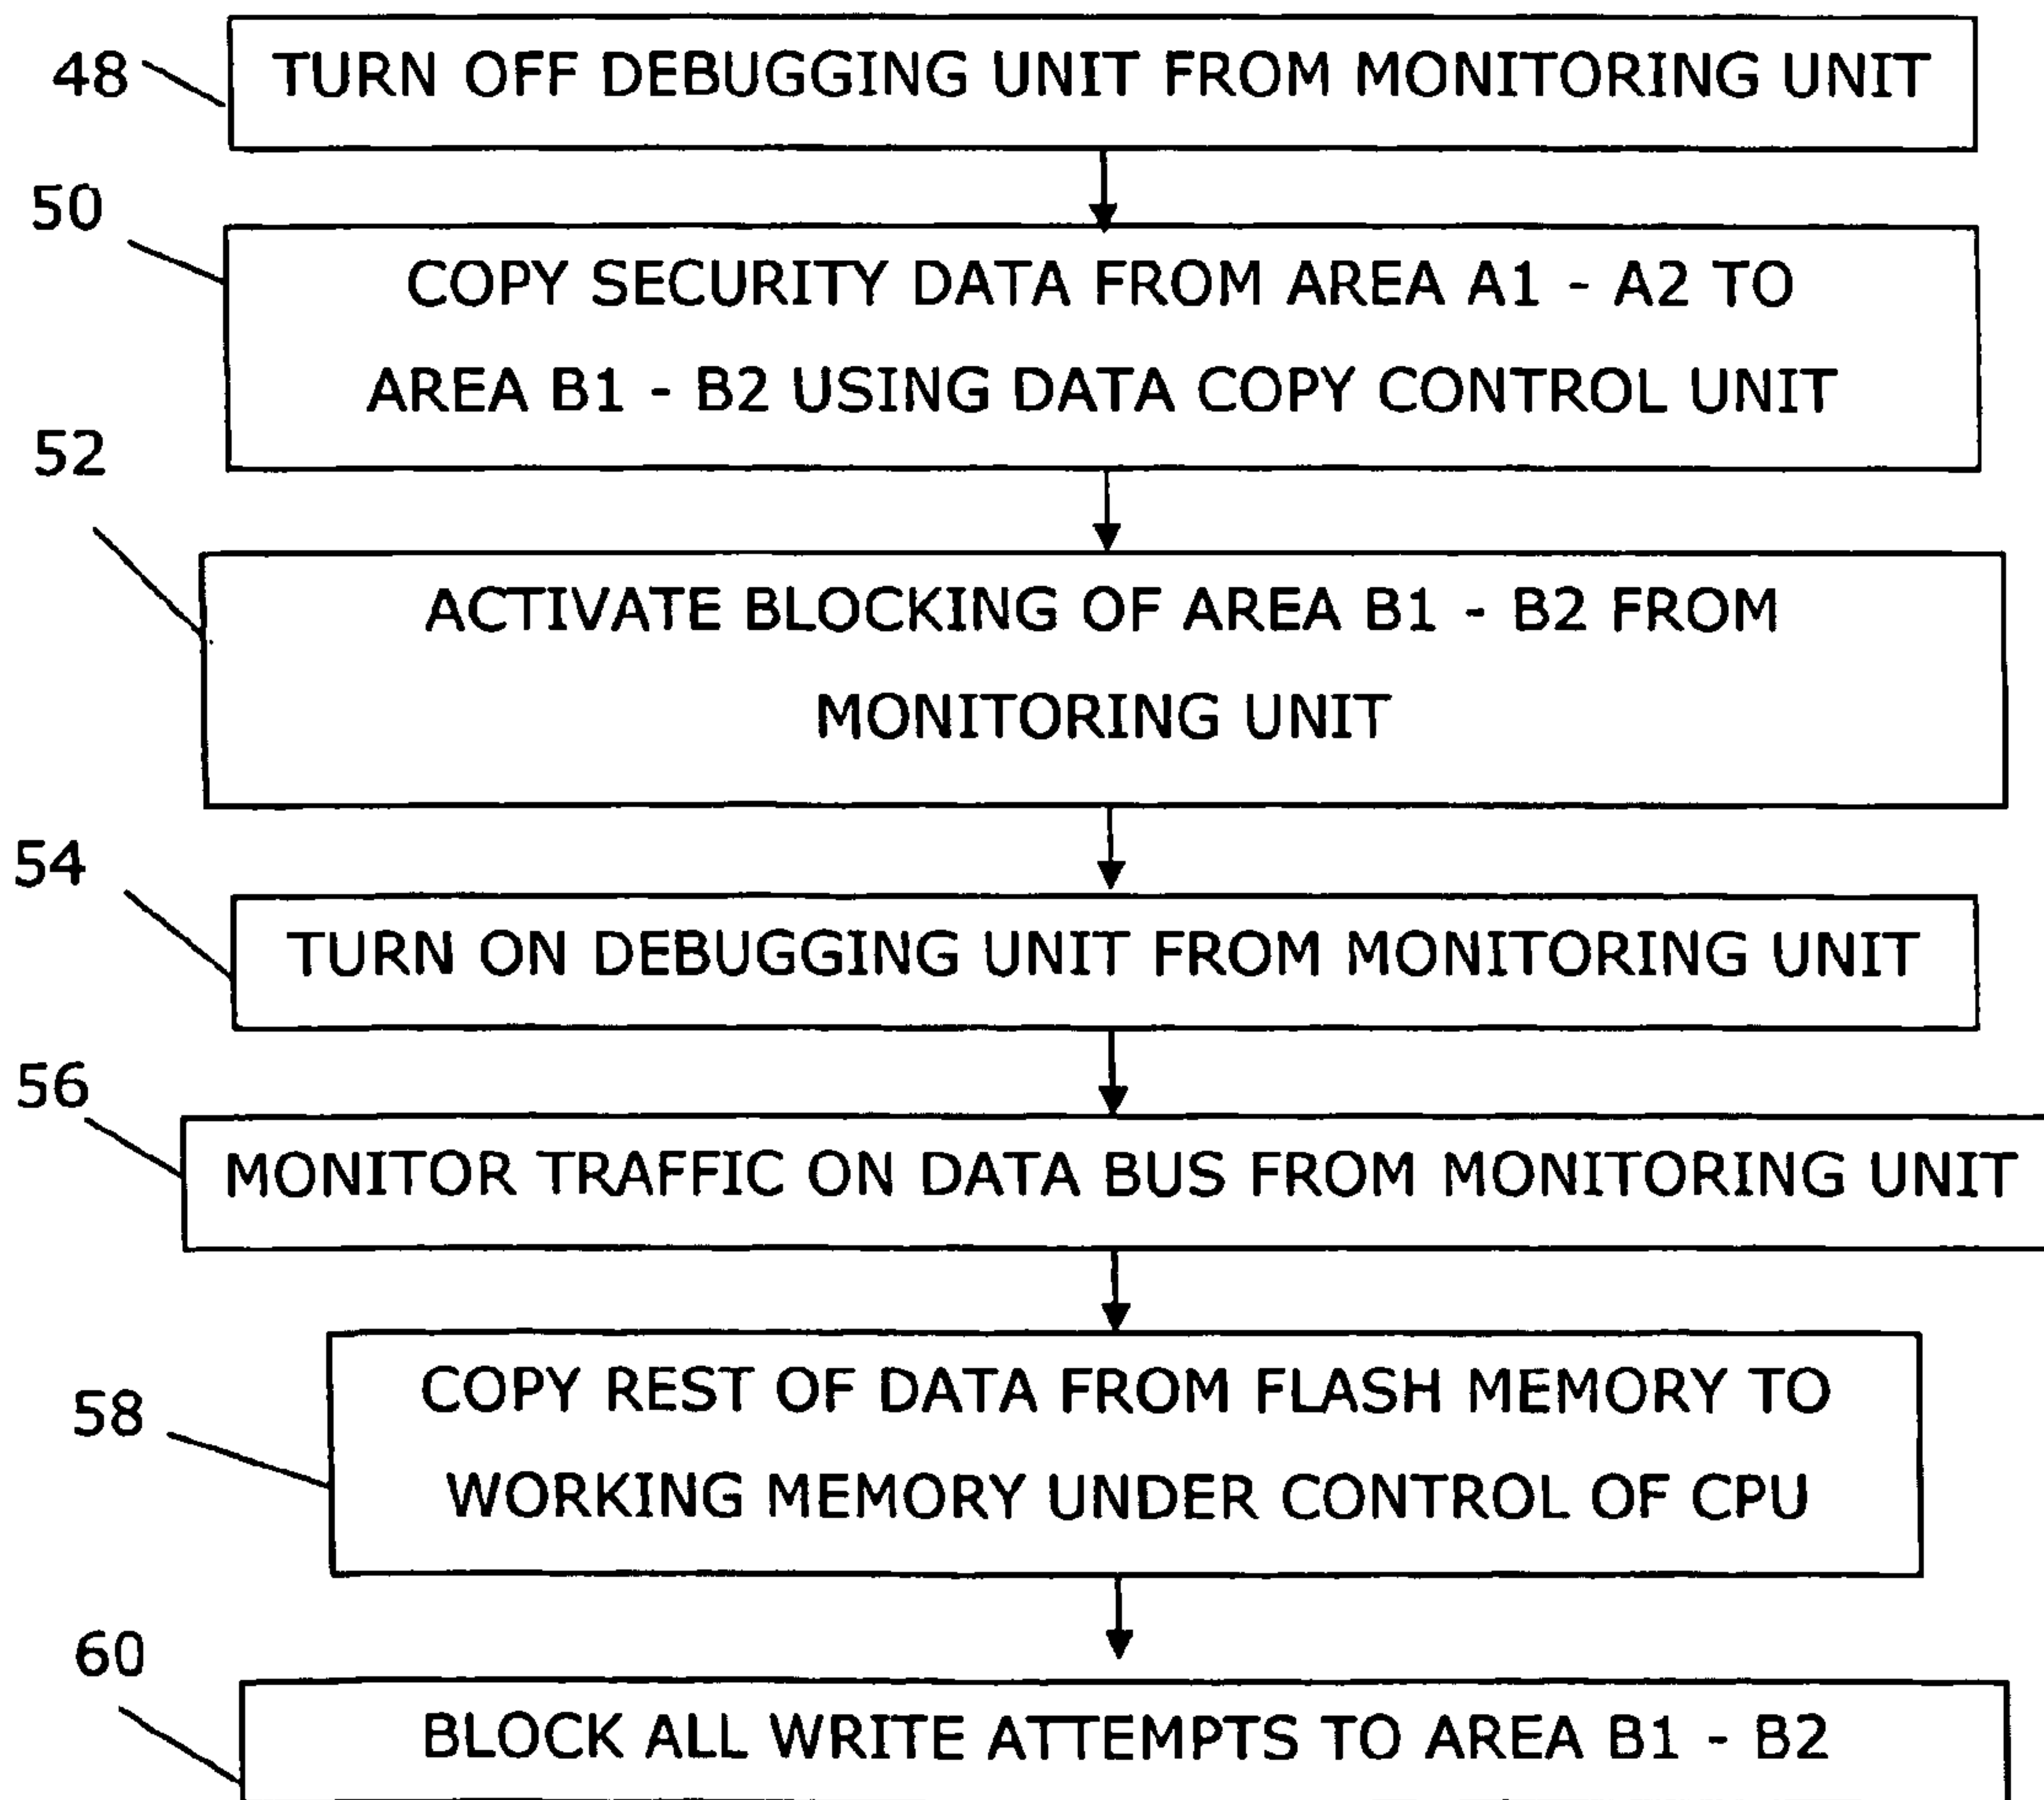 48
TURN OFF DEBUGGING UNIT FROM MONITORING UNIT
50
COPY SECURITY DATA FROM AREA A1 - A2 TO
AREA B1 - B2 USING DATA COPY CONTROL UNIT
52
ACTIVATE BLOCKING OF AREA B1 - B2 FROM
MONITORING UNIT
54
TURN ON DEBUGGING UNIT FROM MONITORING UNIT
56
MONITOR TRAFFIC ON DATA BUS FROM MONITORING UNIT
58
COPY REST OF DATA FROM FLASH MEMORY TO
WORKING MEMORY UNDER CONTROL OF CPU
60
BLOCK ALL WRITE ATTEMPTS TO AREA B1 - B2